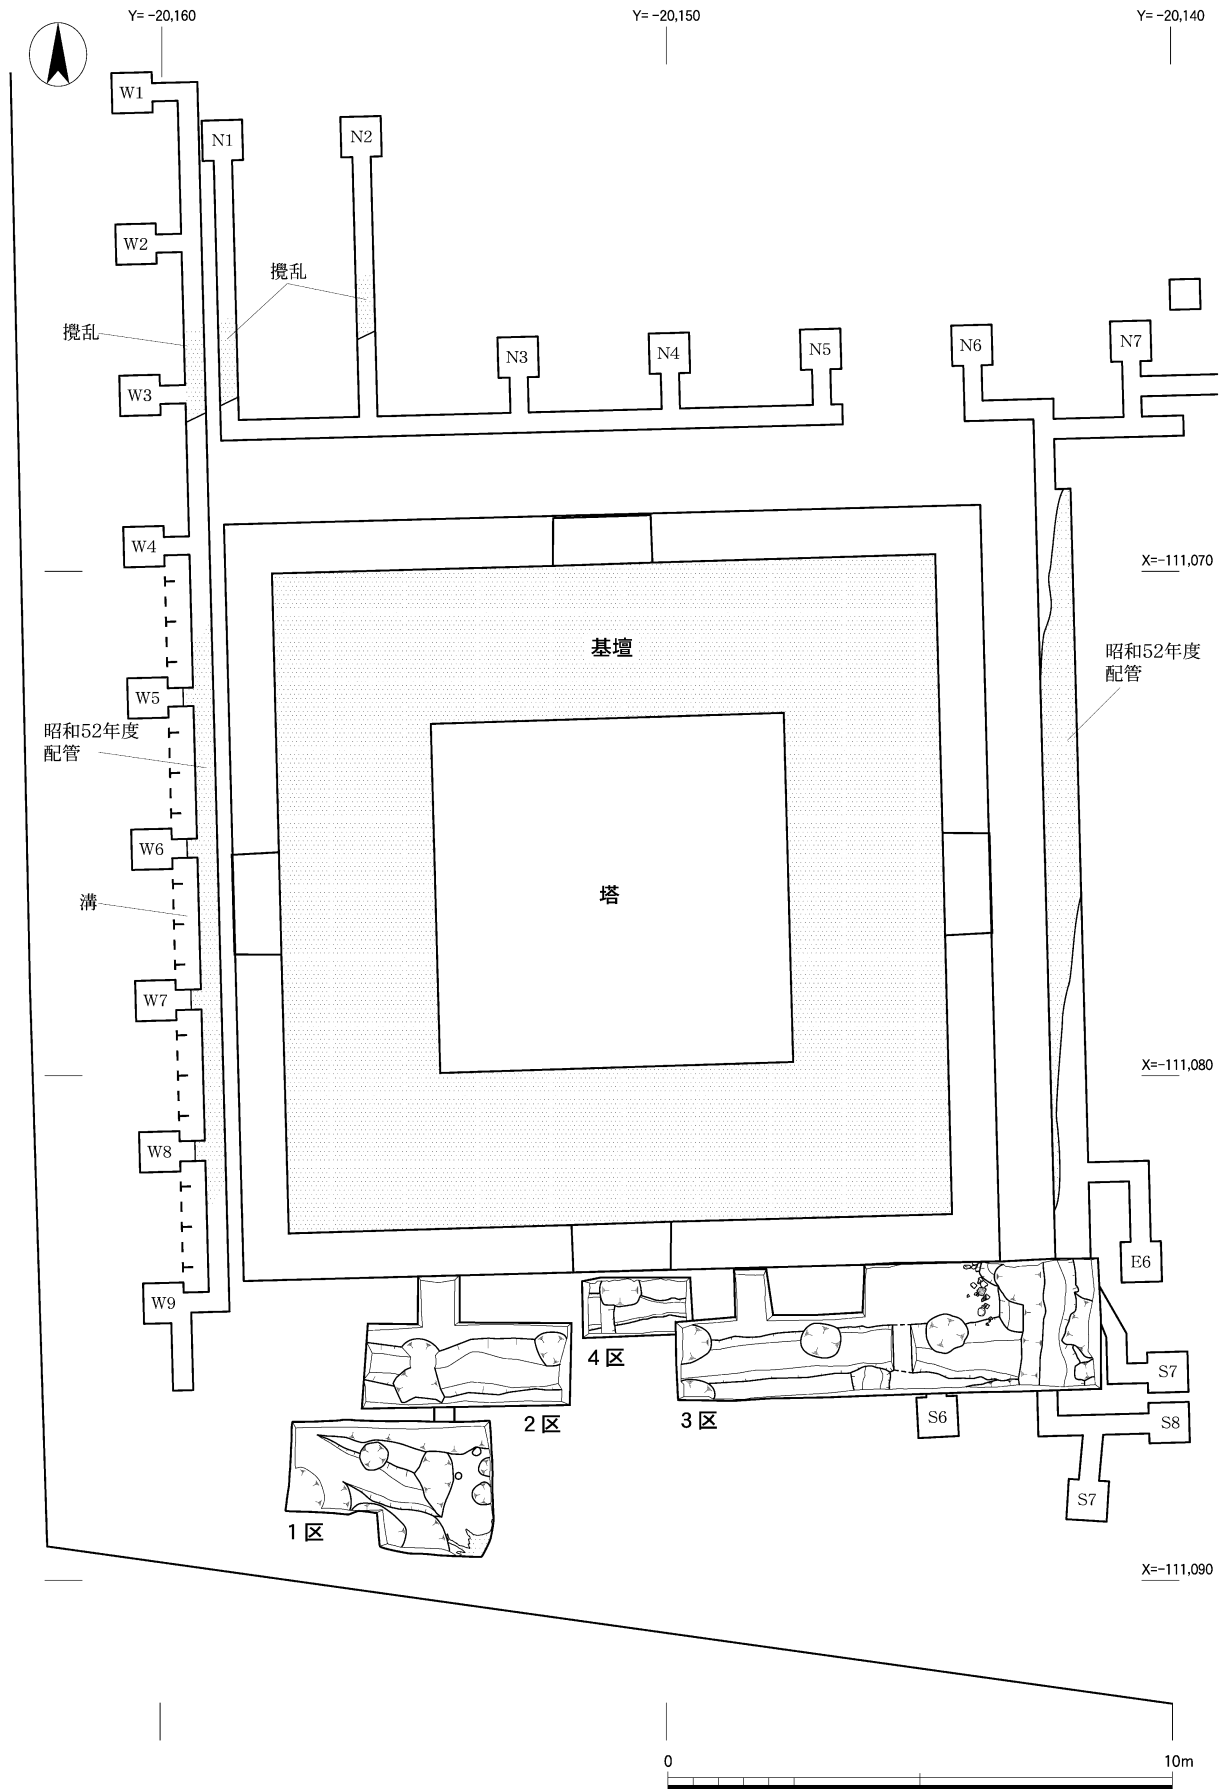 Y= -20,160
Y= -20,150
Y= -20,140
W1
N1
N2
W2
攪乱
攪乱
N3
N4
N5
N6
N7
W3
W4
X=-111,070
基壇
昭和52年度
配管
W5
昭和52年度
配管
W6
塔
溝
W7
X=-111,080
W8
E6
W9
4区
S7
2区
3区
S6
S8
S7
1区
X=-111,090
0
10m